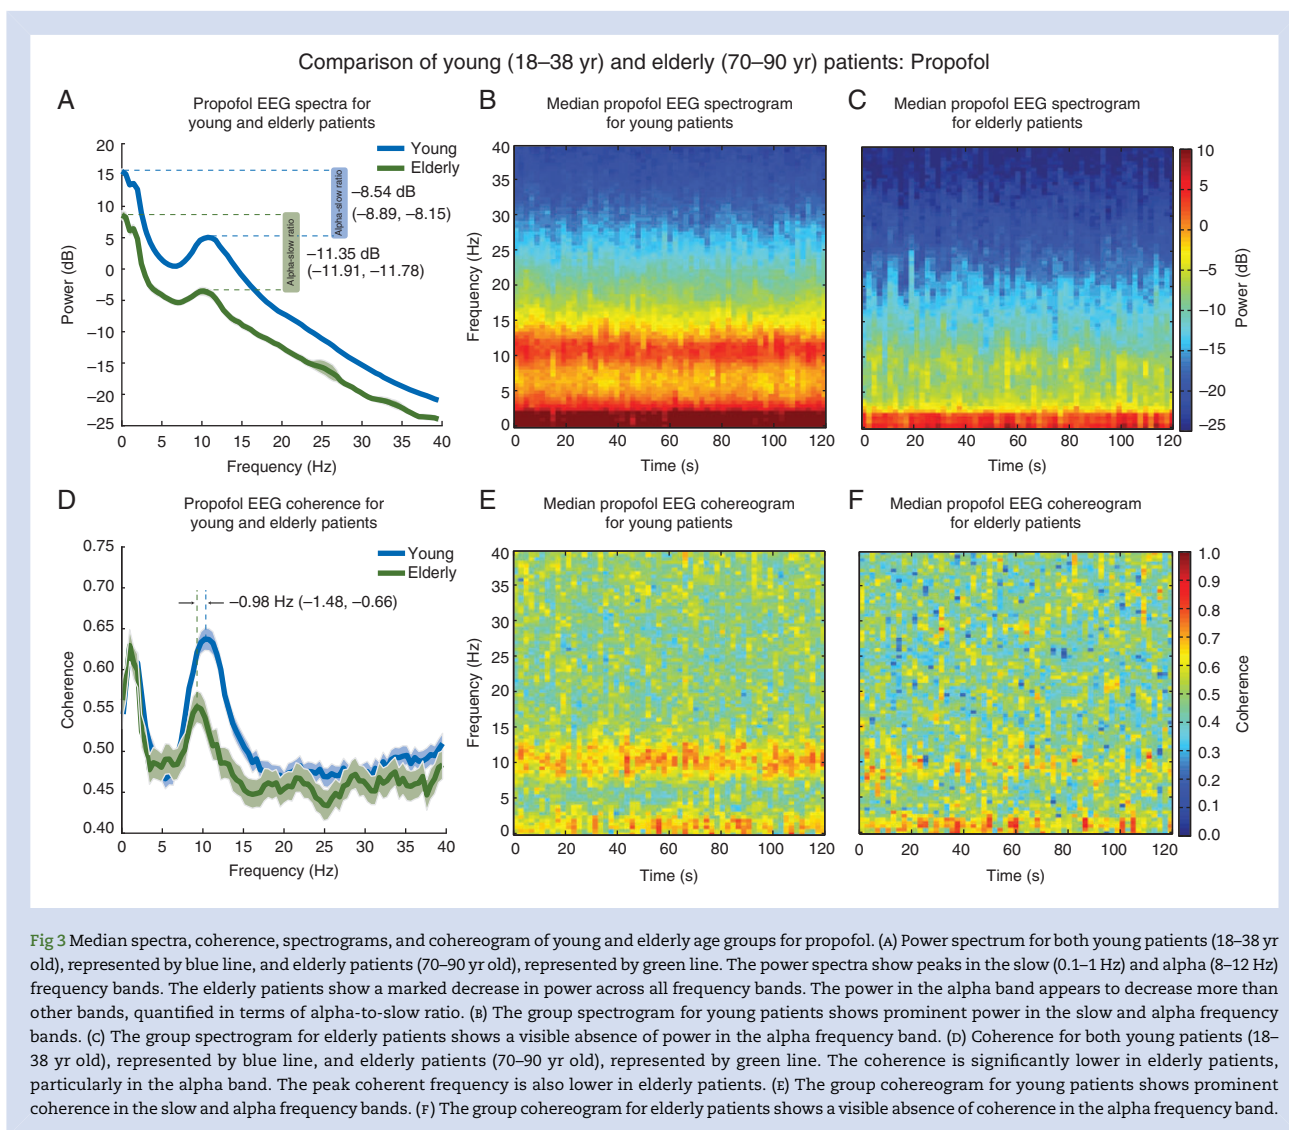 Comparison of young (18–38 yr) and elderly (70–90 yr) patients: Propofol
A
Propofol EEG spectra for
young and elderly patients
20
15
10
5
0
–5
–10
–15
–20
–25
Power (dB)
Young
Elderly
Alpha-slow ratio
–8.54 dB
(–8.89, –8.15)
Alpha-slow ratio
–11.35 dB
(–11.91, –11.78)
0 5 10 15 20 25 30 35 40
Frequency (Hz)
B
Median propofol EEG spectrogram
for young patients
40
35
30
25
20
15
10
5
0
Frequency (Hz)
0 20 40 60 80 100 120
Time (s)
C
Median propofol EEG spectrogram
for elderly patients
0 20 40 60 80 100 120
Time (s)
10
5
0
–5
–10
–15
–20
–25
Power (dB)
D
Propofol EEG coherence for
young and elderly patients
0.75
0.70
0.65
0.60
0.55
0.50
0.45
0.40
Coherence
Young
Elderly
–0.98 Hz (–1.48, –0.66)
0 5 10 15 20 25 30 35 40
Frequency (Hz)
E
Median propofol EEG cohereogram
for young patients
40
35
30
25
20
15
10
5
0
Frequency (Hz)
0 20 40 60 80 100 120
Time (s)
F
Median propofol EEG cohereogram
for elderly patients
0 20 40 60 80 100 120
Time (s)
1.0
0.9
0.8
0.7
0.6
0.5
0.4
0.3
0.2
0.1
0.0
Coherence
Fig 3 Median spectra, coherence, spectrograms, and cohereogram of young and elderly age groups for propofol. (A) Power spectrum for both young patients (18–38 yr
old), represented by blue line, and elderly patients (70–90 yr old), represented by green line. The power spectra show peaks in the slow (0.1–1 Hz) and alpha (8–12 Hz)
frequency bands. The elderly patients show a marked decrease in power across all frequency bands. The power in the alpha band appears to decrease more than
other bands, quantified in terms of alpha-to-slow ratio. (B) The group spectrogram for young patients shows prominent power in the slow and alpha frequency
bands. (C) The group spectrogram for elderly patients shows a visible absence of power in the alpha frequency band. (D) Coherence for both young patients (18–
38 yr old), represented by blue line, and elderly patients (70–90 yr old), represented by green line. The coherence is significantly lower in elderly patients,
particularly in the alpha band. The peak coherent frequency is also lower in elderly patients. (E) The group cohereogram for young patients shows prominent
coherence in the slow and alpha frequency bands. (F) The group cohereogram for elderly patients shows a visible absence of coherence in the alpha frequency band.